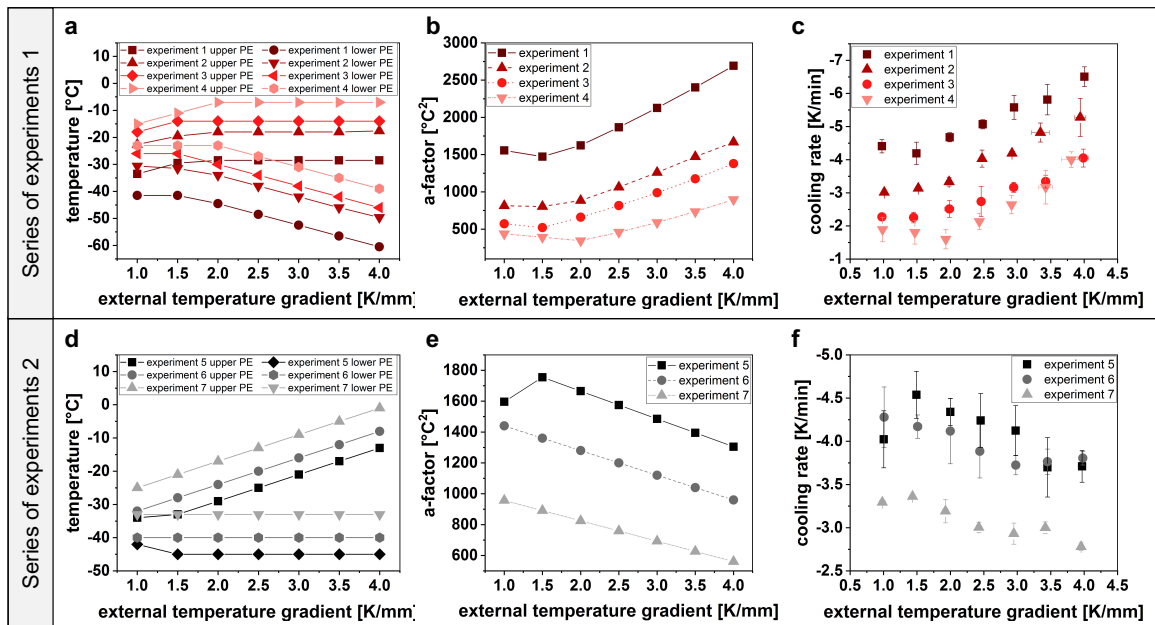 Series of experiments 1
a
experiment 1 upper PE
experiment 1 lower PE
experiment 2 upper PE
experiment 2 lower PE
experiment 3 upper PE
experiment 3 lower PE
experiment 4 upper PE
experiment 4 lower PE
temperature [°C]
10
0
-10
-20
-30
-40
-50
-60
1.0 1.5 2.0 2.5 3.0 3.5 4.0
external temperature gradient [K/mm]
b
experiment 1
experiment 2
experiment 3
experiment 4
a-factor [°C²]
3000
2500
2000
1500
1000
500
1.0 1.5 2.0 2.5 3.0 3.5 4.0
external temperature gradient [K/mm]
c
experiment 1
experiment 2
experiment 3
experiment 4
cooling rate [K/min]
-7
-6
-5
-4
-3
-2
-1
0.5 1.0 1.5 2.0 2.5 3.0 3.5 4.0 4.5
external temperature gradient [K/mm]
Series of experiments 2
d
experiment 5 upper PE
experiment 5 lower PE
experiment 6 upper PE
experiment 6 lower PE
experiment 7 upper PE
experiment 7 lower PE
temperature [°C]
10
0
-10
-20
-30
-40
-50
1.0 1.5 2.0 2.5 3.0 3.5 4.0
external temperature gradient [K/mm]
e
experiment 5
experiment 6
experiment 7
a-factor [°C²]
1800
1600
1400
1200
1000
800
600
1.0 1.5 2.0 2.5 3.0 3.5 4.0
external temperature gradient [K/mm]
f
experiment 5
experiment 6
experiment 7
cooling rate [K/min]
-5.0
-4.5
-4.0
-3.5
-3.0
-2.5
0.5 1.0 1.5 2.0 2.5 3.0 3.5 4.0 4.5
external temperature gradient [K/mm]